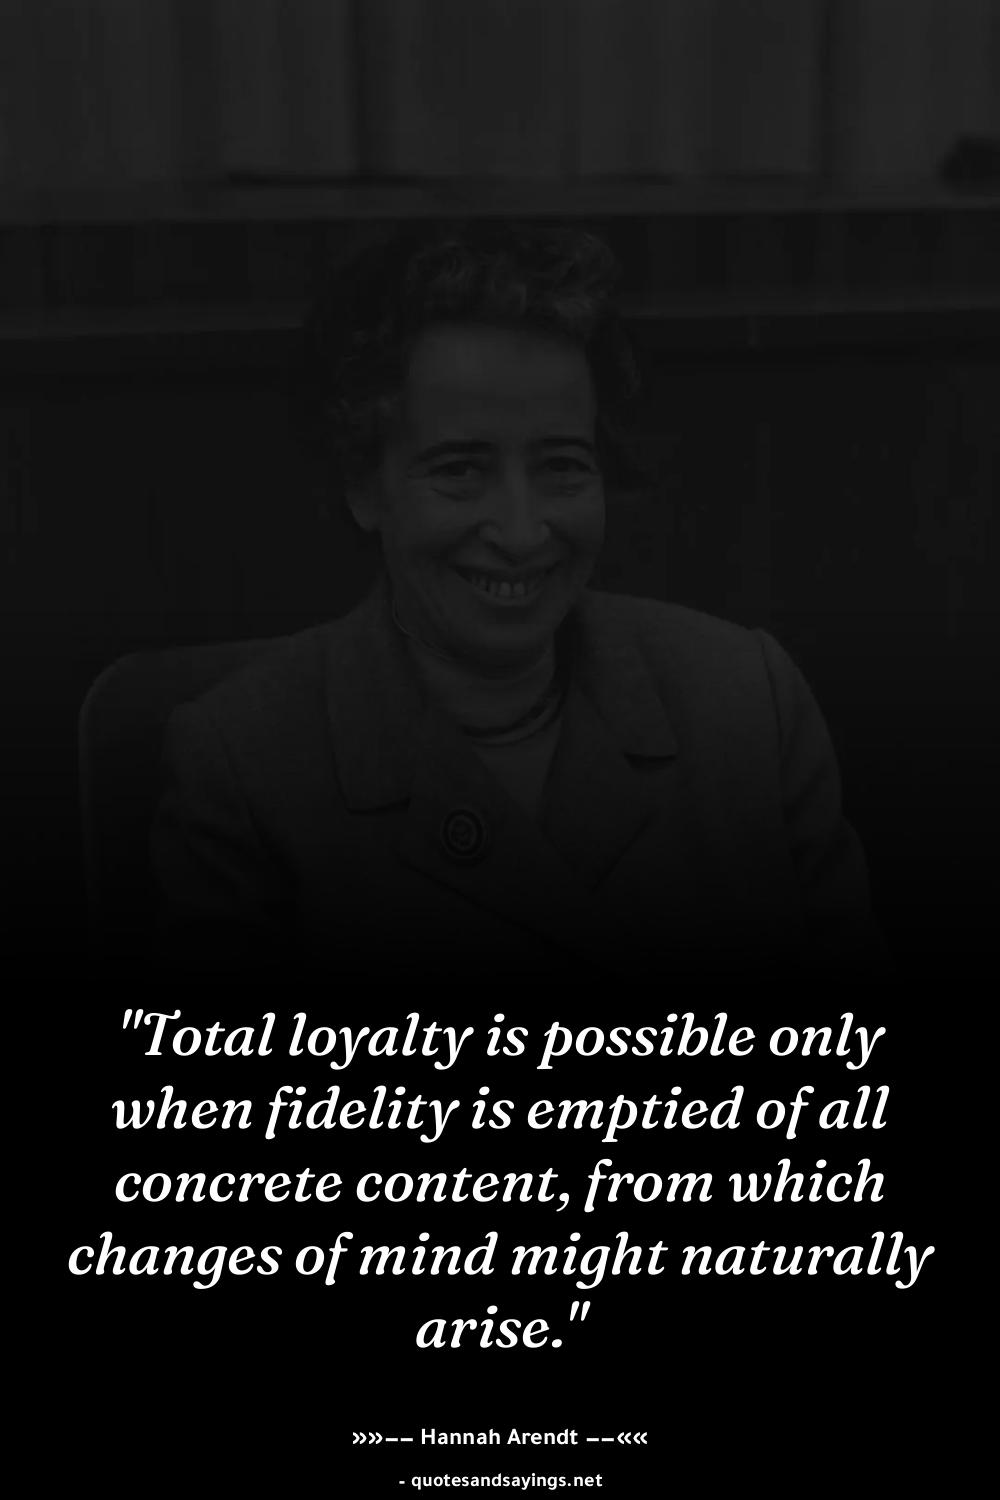 "Total loyalty is possible only
when fidelity is emptied of all
concrete content, from which
changes of mind might naturally
arise."
»»−− Hannah Arendt −−««
- quotesandsayings.net